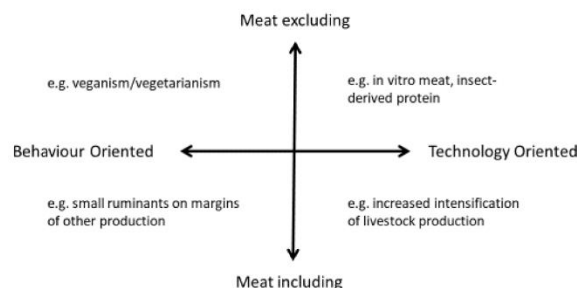 Meat excluding
e.g. veganism/vegetarianism
e.g. in vitro meat, insect-
derived protein
Behaviour Oriented
Technology Oriented
e.g. small ruminants on margins
of other production
e.g. increased intensification
of livestock production
Meat including